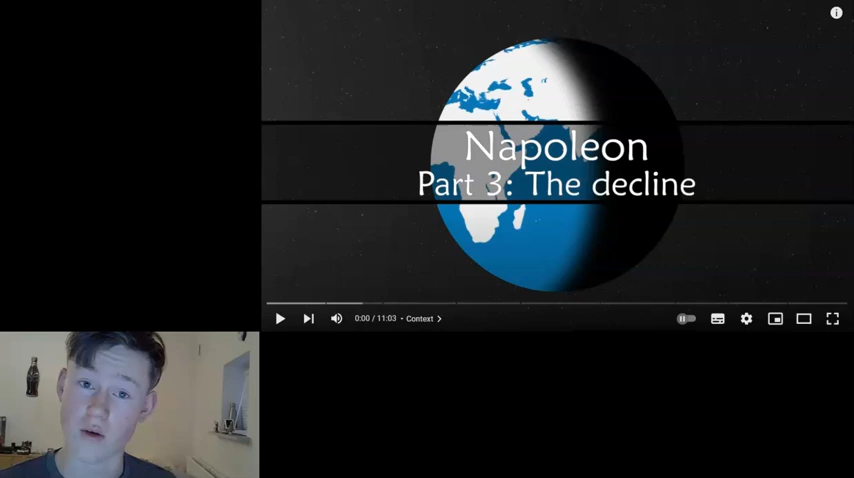 Napoleon
Part 3: The decline
0:00 / 11:03 • Context >